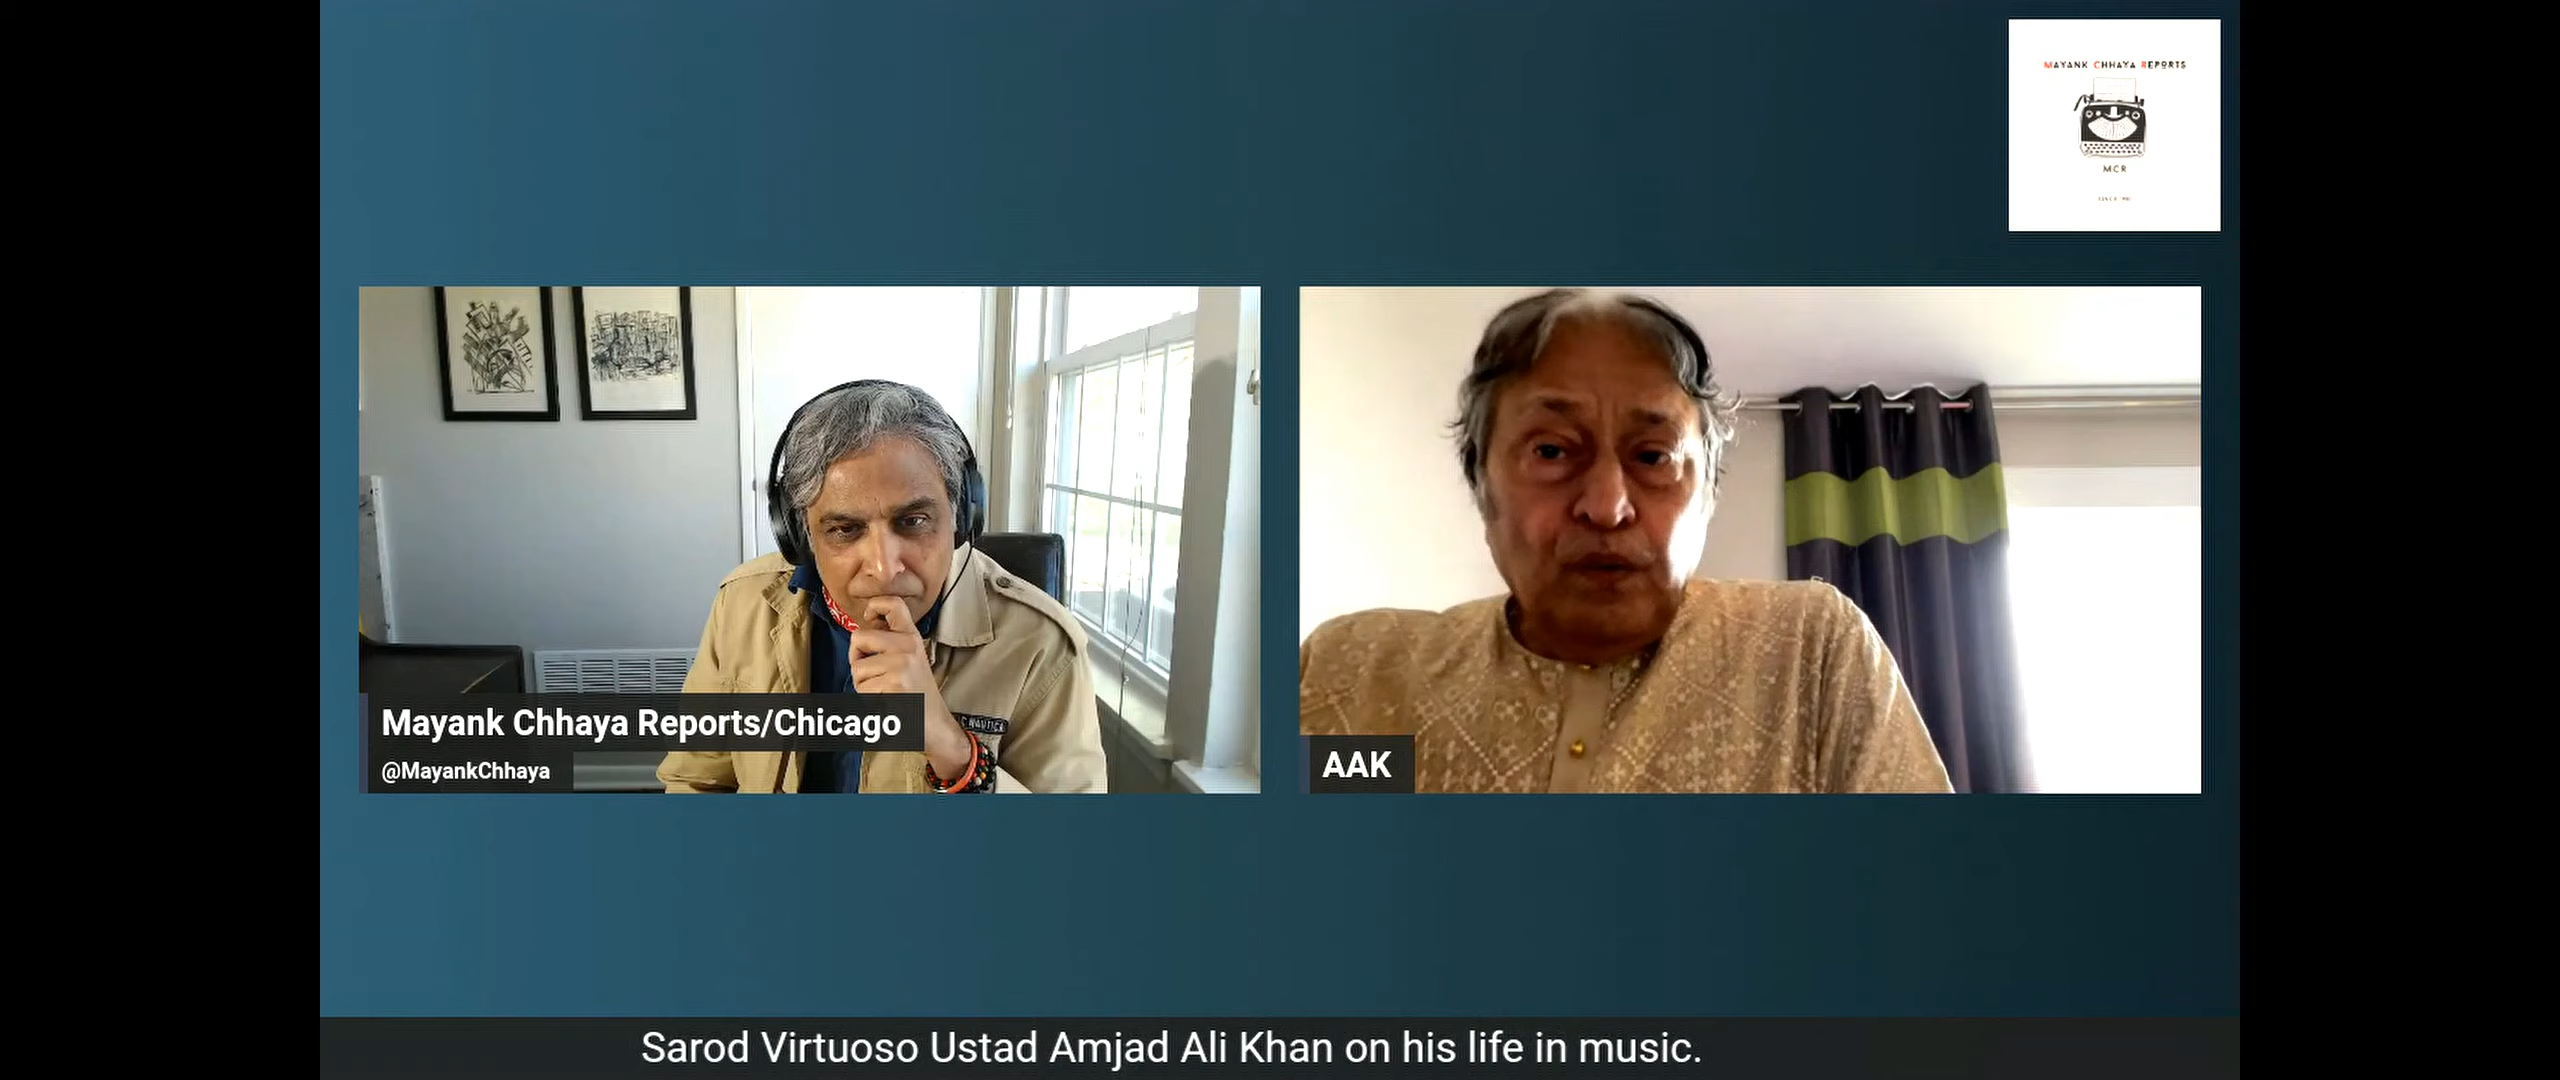 MAYANK CHHAYA REPORTS
MCR
Mayank Chhaya Reports/Chicago
@MayankChhaya
NAUTICA
AAK
Sarod Virtuoso Ustad Amjad Ali Khan on his life in music.